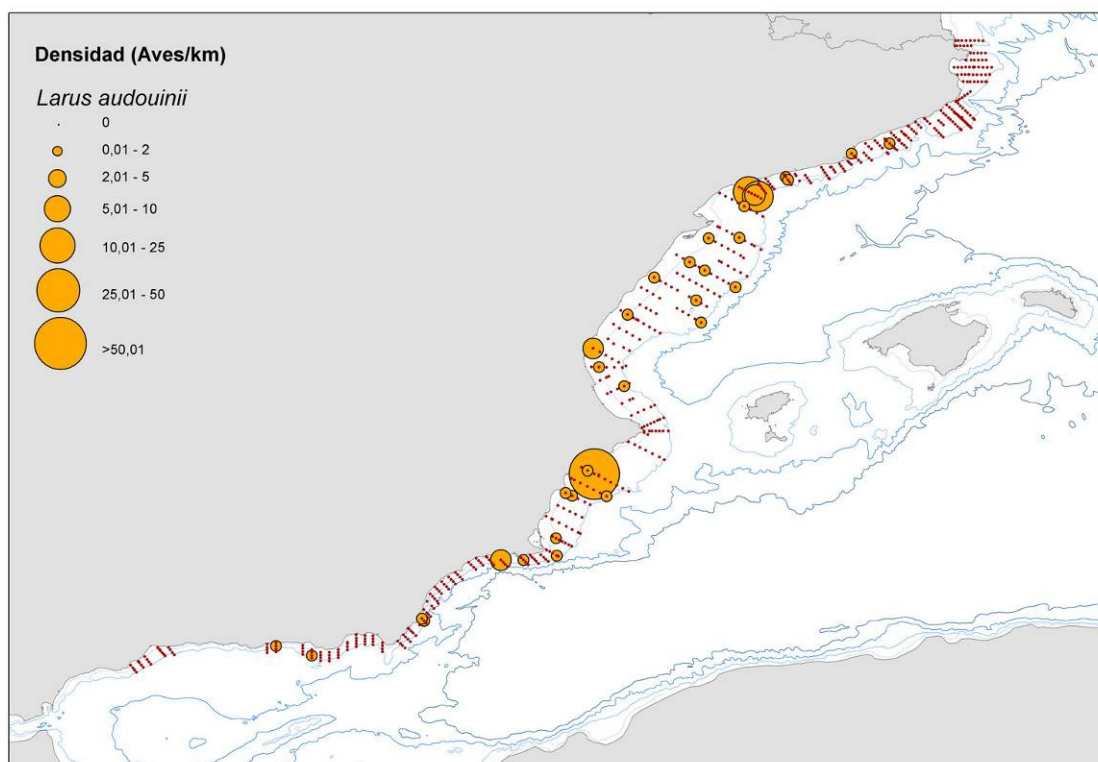 Densidad (Aves/km)
Larus audouinii
0
0,01 - 2
2,01 - 5
5,01 - 10
10,01 - 25
25,01 - 50
>50,01